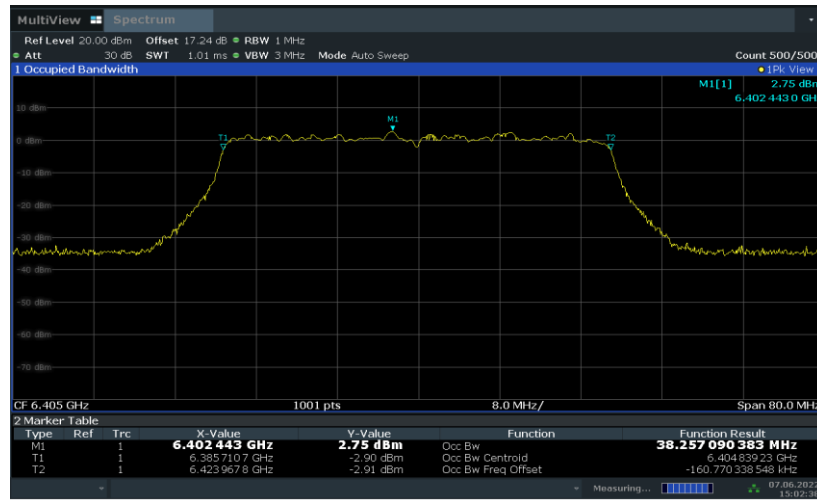 MultiView Spectrum
Ref Level 20.00 dBm Offset 17.24 dB RBW 1 MHz
Att 30 dB SWT 1.01 ms VBW 3 MHz Mode Auto Sweep Count 500/500
1 Occupied Bandwidth 1Pk View
M1[1] 2.75 dBm
6.402 443 0 GH
10 dBm
M1
0 dBm
T1
T2
-10 dBm
-20 dBm
-30 dBm
-40 dBm
-50 dBm
-60 dBm
-70 dBm
CF 6.405 GHz 1001 pts 8.0 MHz/ Span 80.0 MHz
2 Marker Table
Type Ref Trc X-Value Y-Value Function Function Result
M1 1 6.402 443 GHz 2.75 dBm Occ Bw 38.257 090 383 MHz
T1 1 6.385 710 7 GHz -2.90 dBm Occ Bw Centroid 6.404 839 23 GHz
T2 1 6.423 967 8 GHz -2.91 dBm Occ Bw Freq Offset -160.770 338 548 kHz
Measuring... 07.06.2022
15:02:38